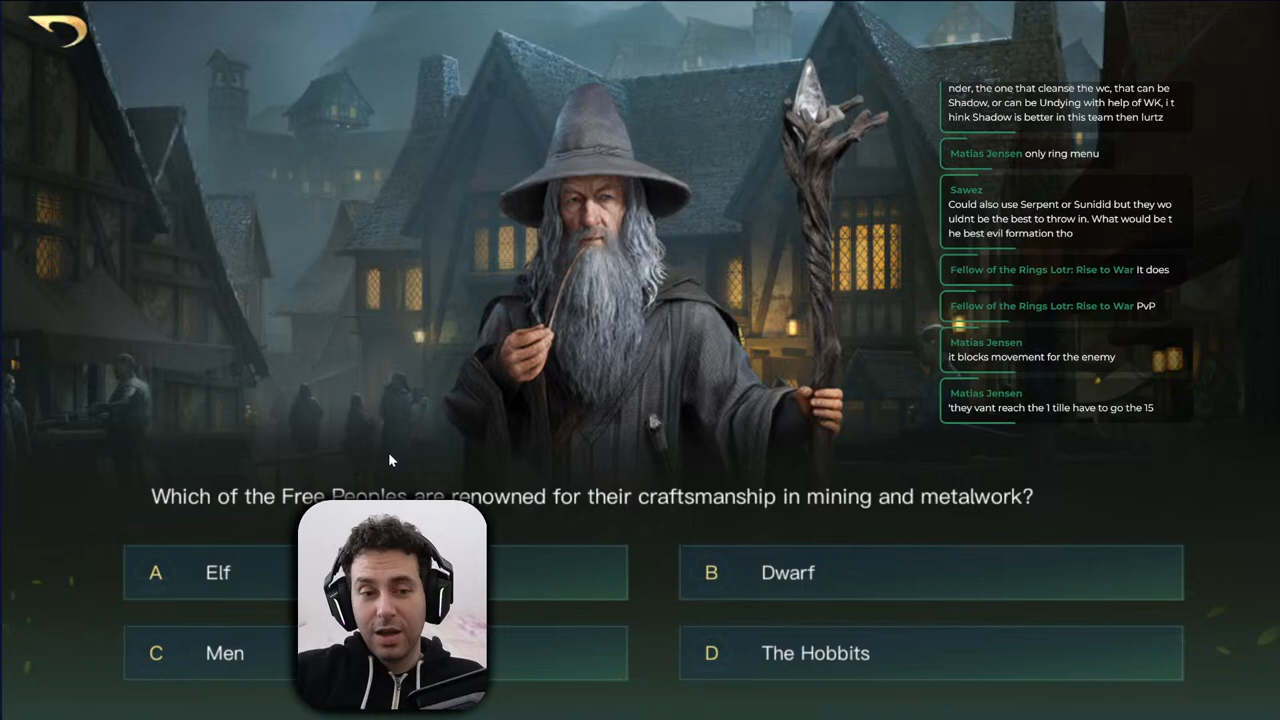 nder, the one that cleanse the wc, that can be
Shadow, or can be Undying with help of WK, i t
hink Shadow is better in this team then lurtz
Matias Jensen only ring menu
Sawez
Could also use Serpent or Sunidid but they wo
uldnt be the best to throw in. What would be t
he best evil formation tho
Fellow of the Rings Lotr: Rise to War It does
Fellow of the Rings Lotr: Rise to War PvP
Matias Jensen
it blocks movement for the enemy
Matias Jensen
'they vant reach the 1 tille have to go the 15
Which of the Free Peoples are renowned for their craftsmanship in mining and metalwork?
A Elf
B Dwarf
C Men
D The Hobbits